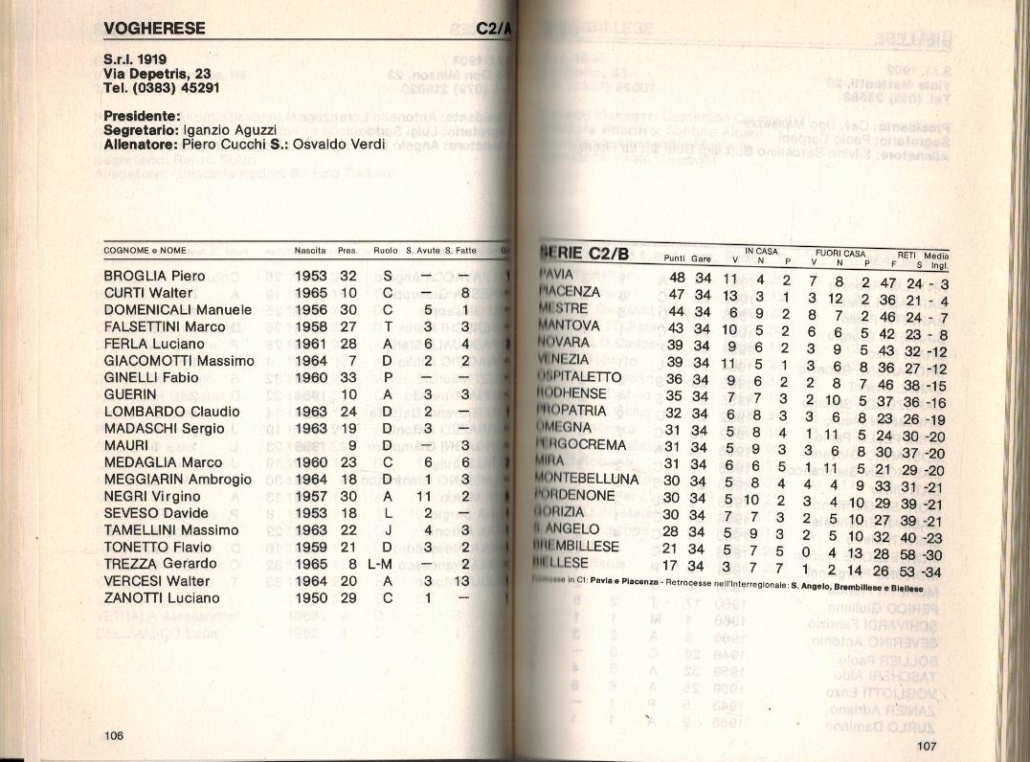 VOGHERESE C2/A
S.r.l. 1919
Via Depetris, 23
Tel. (0383) 45291
Presidente:
Segretario: Iganzio Aguzzi
Allenatore: Piero Cucchi S.: Osvaldo Verdi
COGNOME e NOME Nascita Pres. Ruolo S. Avute S. Fatte
BROGLIA Piero 1953 32 S — —
CURTI Walter 1965 10 C — 8
DOMENICALI Manuele 1956 30 C 5 1
FALSETTINI Marco 1958 27 T 3 3
FERLA Luciano 1961 28 A 6 4
GIACOMOTTI Massimo 1964 7 D 2 2
GINELLI Fabio 1960 33 P — —
GUERIN 10 A 3 3
LOMBARDO Claudio 1963 24 D 2 —
MADASCHI Sergio 1963 19 D 3 —
MAURI 9 D — 3
MEDAGLIA Marco 1960 23 C 6 6
MEGGIARIN Ambrogio 1964 18 D 1 3
NEGRI Virgino 1957 30 A 11 2
SEVESO Davide 1953 18 L 2 —
TAMELLINI Massimo 1963 22 J 4 3
TONETTO Flavio 1959 21 D 3 2
TREZZA Gerardo 1965 8 L-M — 2
VERCESI Walter 1964 20 A 3 13
ZANOTTI Luciano 1950 29 C 1 —
106
SERIE C2/B Punti Gare IN CASA V N P FUORI CASA V N P RETI F S Media Ingl.
PAVIA 48 34 11 4 2 7 8 2 47 24 - 3
PIACENZA 47 34 13 3 1 3 12 2 36 21 - 4
MESTRE 44 34 6 9 2 8 7 2 46 24 - 7
MANTOVA 43 34 10 5 2 6 6 5 42 23 - 8
NOVARA 39 34 9 6 2 3 9 5 43 32 -12
VENEZIA 39 34 11 5 1 3 6 8 36 27 -12
OSPITALETTO 36 34 9 6 2 2 8 7 46 38 -15
RHODHENSE 35 34 7 7 3 2 10 5 37 36 -16
PROPATRIA 32 34 6 8 3 3 6 8 23 26 -19
OMEGNA 31 34 5 8 4 1 11 5 24 30 -20
PERGOCREMA 31 34 5 9 3 3 6 8 30 37 -20
MIRA 31 34 6 6 5 1 11 5 21 29 -20
MONTEBELLUNA 30 34 5 8 4 4 4 9 33 31 -21
PORDENONE 30 34 5 10 2 3 4 10 29 39 -21
GORIZIA 30 34 7 7 3 2 5 10 27 39 -21
S. ANGELO 28 34 5 9 3 2 5 10 32 40 -23
BREMBILLESE 21 34 5 7 5 0 4 13 28 58 -30
BIELLESE 17 34 3 7 7 1 2 14 26 53 -34
Promosse in CI: Pavia e Piacenza - Retrocesse nell'Interregionale: S. Angelo, Brembillese e Biellese
107